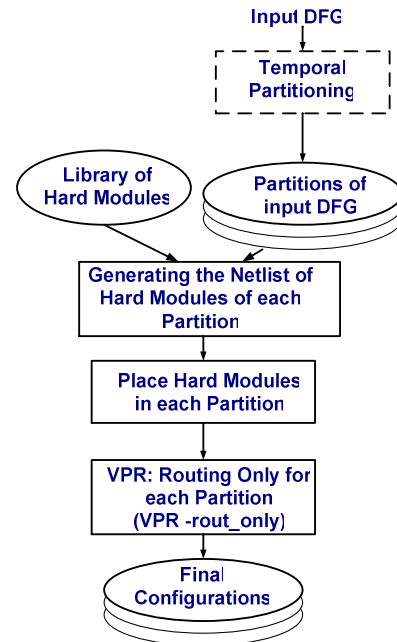 Input DFG
Temporal
Partitioning
Library of
Hard Modules
Partitions of
input DFG
Generating the Netlist of
Hard Modules of each
Partition
Place Hard Modules
in each Partition
VPR: Routing Only for
each Partition
(VPR -rout_only)
Final
Configurations